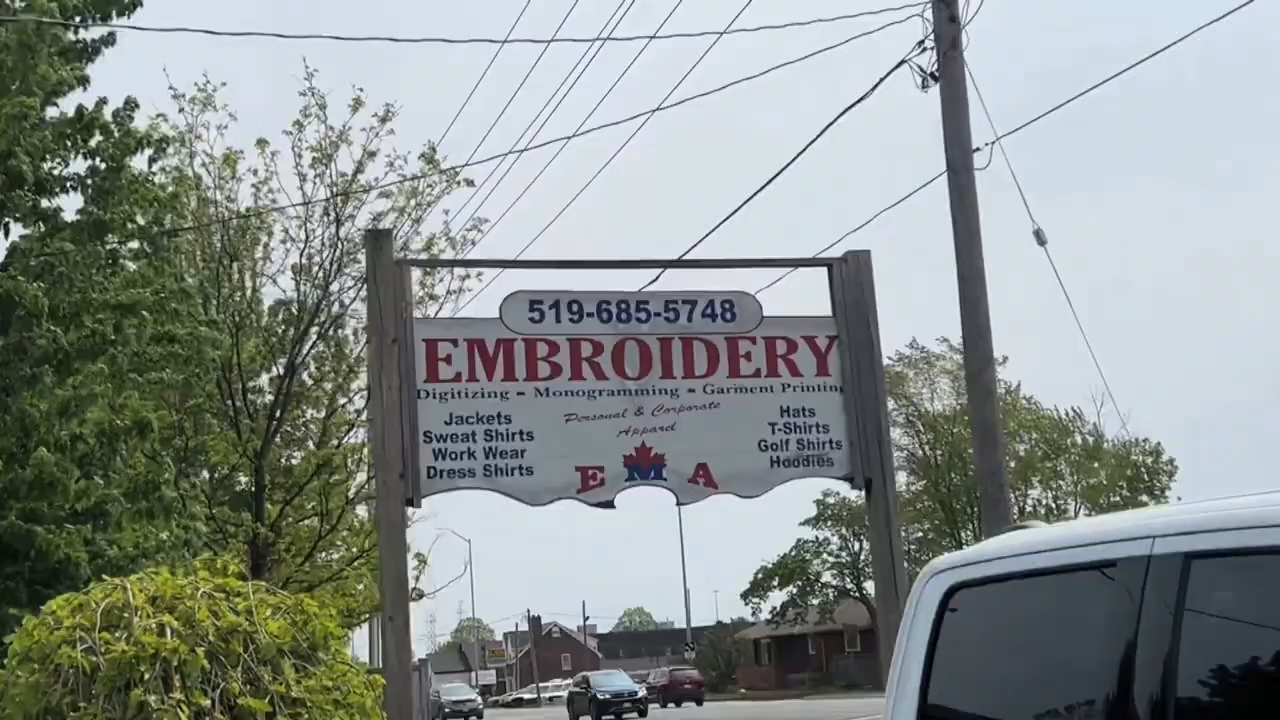 519-685-5748
EMBROIDERY
Digitizing - Monogramming - Garment Printing
Personal & Corporate
Apparel
Jackets
Sweat Shirts
Work Wear
Dress Shirts
Hats
T-Shirts
Golf Shirts
Hoodies
E M A